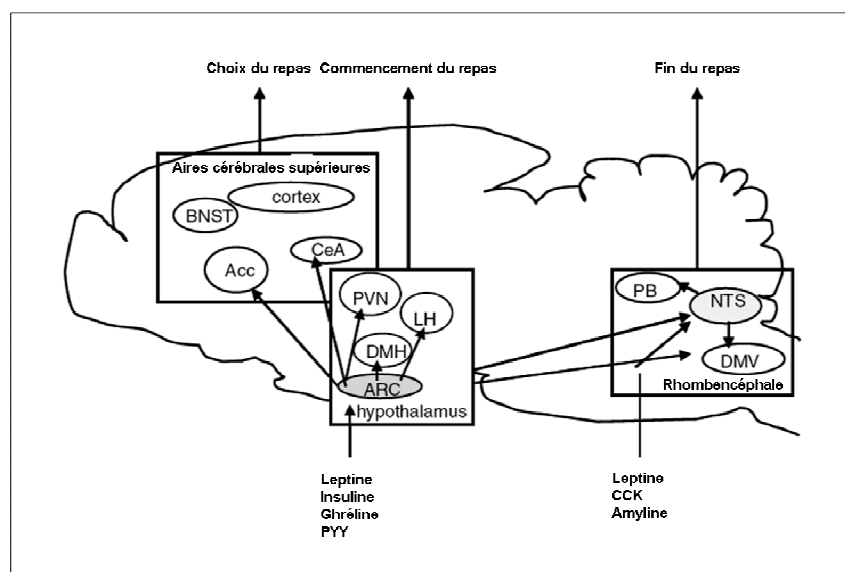 Choix du repas Commencement du repas Fin du repas
Aires cérébrales supérieures
cortex
BNST
CeA
Acc
PVN
LH
DMH
ARC
hypothalamus
PB
NTS
DMV
Rhombencéphale
Leptine
Insuline
Ghréline
PYY
Leptine
CCK
Amyline